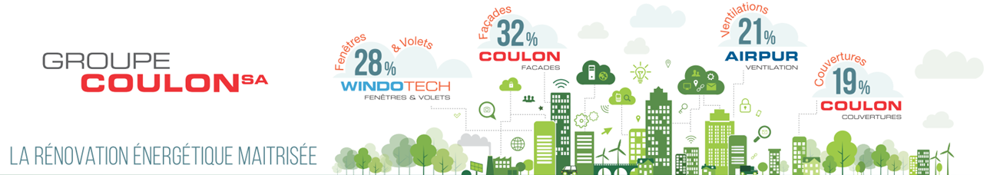 GROUPE
COULON SA
LA RÉNOVATION ÉNERGÉTIQUE MAITRISÉE
Fenêtres & Volets
28%
WINDOTECH
FENÊTRES & VOLETS
Façades
32%
COULON
FACADES
Ventilations
21%
AIRPUR
VENTILATION
Couvertures
19%
COULON
COUVERTURES